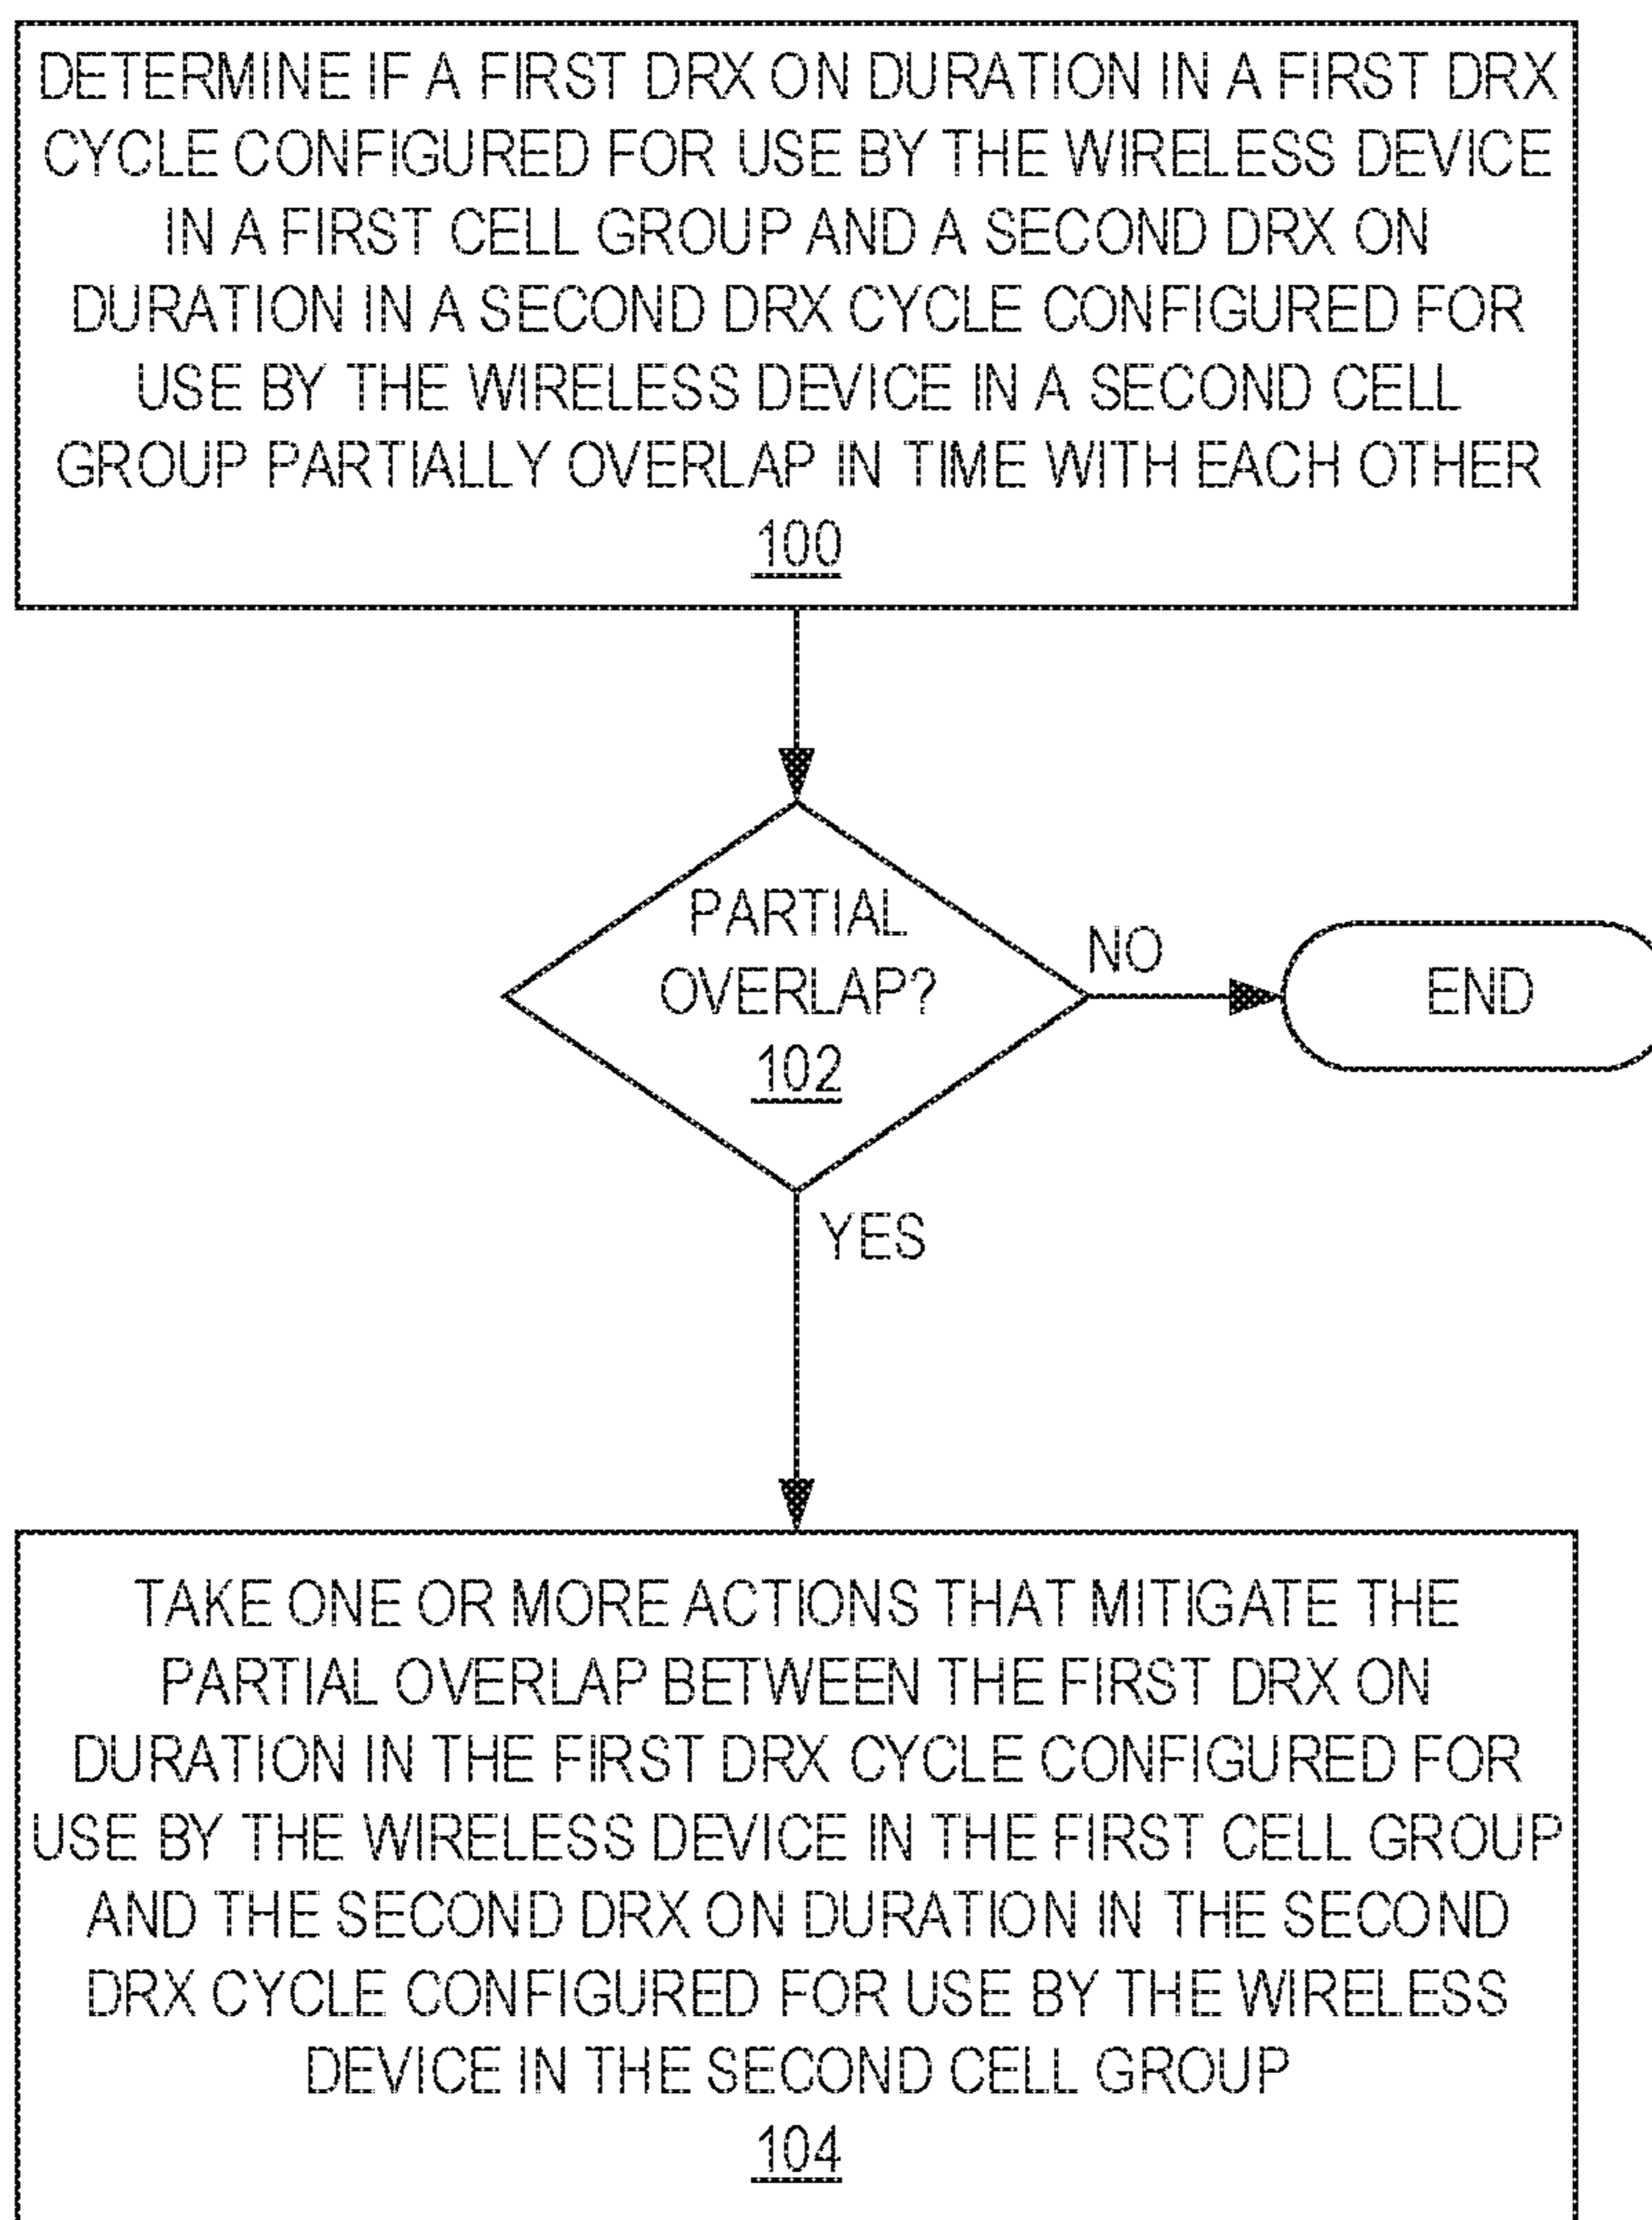 DETERMINE IF A FIRST DRX ON DURATION IN A FIRST DRX
CYCLE CONFIGURED FOR USE BY THE WIRELESS DEVICE
IN A FIRST CELL GROUP AND A SECOND DRX ON
DURATION IN A SECOND DRX CYCLE CONFIGURED FOR
USE BY THE WIRELESS DEVICE IN A SECOND CELL
GROUP PARTIALLY OVERLAP IN TIME WITH EACH OTHER
100
PARTIAL
OVERLAP?
102
NO
END
YES
TAKE ONE OR MORE ACTIONS THAT MITIGATE THE
PARTIAL OVERLAP BETWEEN THE FIRST DRX ON
DURATION IN THE FIRST DRX CYCLE CONFIGURED FOR
USE BY THE WIRELESS DEVICE IN THE FIRST CELL GROUP
AND THE SECOND DRX ON DURATION IN THE SECOND
DRX CYCLE CONFIGURED FOR USE BY THE WIRELESS
DEVICE IN THE SECOND CELL GROUP
104